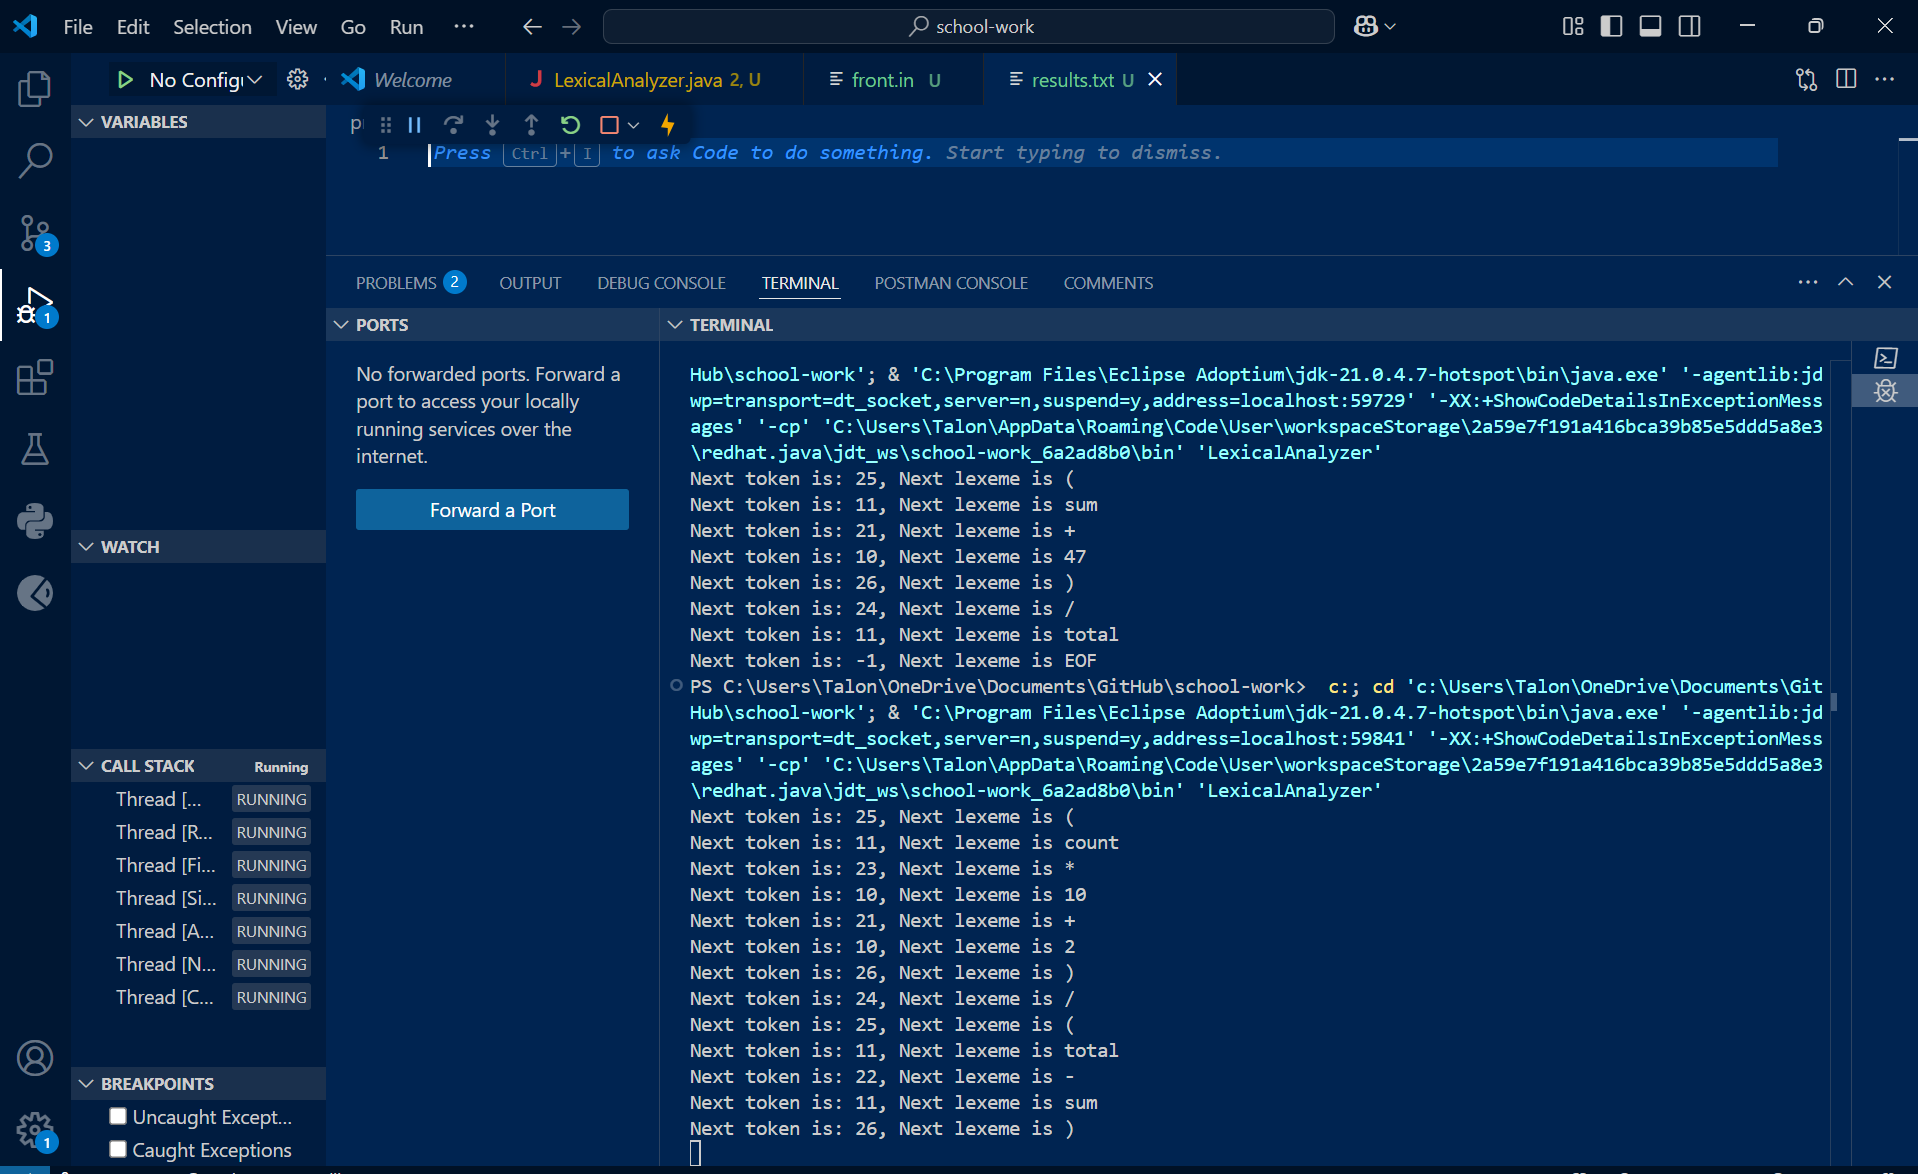 File Edit Selection View Go Run ··· school-work
No Config Welcome LexicalAnalyzer.java 2, U front.in U results.txt U
VARIABLES
1 Press Ctrl + I to ask Code to do something. Start typing to dismiss.
3
1
PROBLEMS 2 OUTPUT DEBUG CONSOLE TERMINAL POSTMAN CONSOLE COMMENTS
PORTS
No forwarded ports. Forward a
port to access your locally
running services over the
internet.
Forward a Port
TERMINAL
Hub\school-work'; & 'C:\Program Files\Eclipse Adoptium\jdk-21.0.4.7-hotspot\bin\java.exe' '-agentlib:jd
wp=transport=dt_socket,server=n,suspend=y,address=localhost:59729' '-XX:+ShowCodeDetailsInExceptionMess
ages' '-cp' 'C:\Users\Talon\AppData\Roaming\Code\User\workspaceStorage\2a59e7f191a416bca39b85e5ddd5a8e3
\redhat.java\jdt_ws\school-work_6a2ad8b0\bin' 'LexicalAnalyzer'
Next token is: 25, Next lexeme is (
Next token is: 11, Next lexeme is sum
Next token is: 21, Next lexeme is +
Next token is: 10, Next lexeme is 47
Next token is: 26, Next lexeme is )
Next token is: 24, Next lexeme is /
Next token is: 11, Next lexeme is total
Next token is: -1, Next lexeme is EOF
PS C:\Users\Talon\OneDrive\Documents\GitHub\school-work> c:; cd 'c:\Users\Talon\OneDrive\Documents\Git
Hub\school-work'; & 'C:\Program Files\Eclipse Adoptium\jdk-21.0.4.7-hotspot\bin\java.exe' '-agentlib:jd
wp=transport=dt_socket,server=n,suspend=y,address=localhost:59841' '-XX:+ShowCodeDetailsInExceptionMess
ages' '-cp' 'C:\Users\Talon\AppData\Roaming\Code\User\workspaceStorage\2a59e7f191a416bca39b85e5ddd5a8e3
\redhat.java\jdt_ws\school-work_6a2ad8b0\bin' 'LexicalAnalyzer'
Next token is: 25, Next lexeme is (
Next token is: 11, Next lexeme is count
Next token is: 23, Next lexeme is *
Next token is: 10, Next lexeme is 10
Next token is: 21, Next lexeme is +
Next token is: 10, Next lexeme is 2
Next token is: 26, Next lexeme is )
Next token is: 24, Next lexeme is /
Next token is: 25, Next lexeme is (
Next token is: 11, Next lexeme is total
Next token is: 22, Next lexeme is -
Next token is: 11, Next lexeme is sum
Next token is: 26, Next lexeme is )
WATCH
CALL STACK Running
Thread [... RUNNING
Thread [R... RUNNING
Thread [Fi... RUNNING
Thread [Si... RUNNING
Thread [A... RUNNING
Thread [N... RUNNING
Thread [C... RUNNING
BREAKPOINTS
Uncaught Except...
Caught Exceptions
1